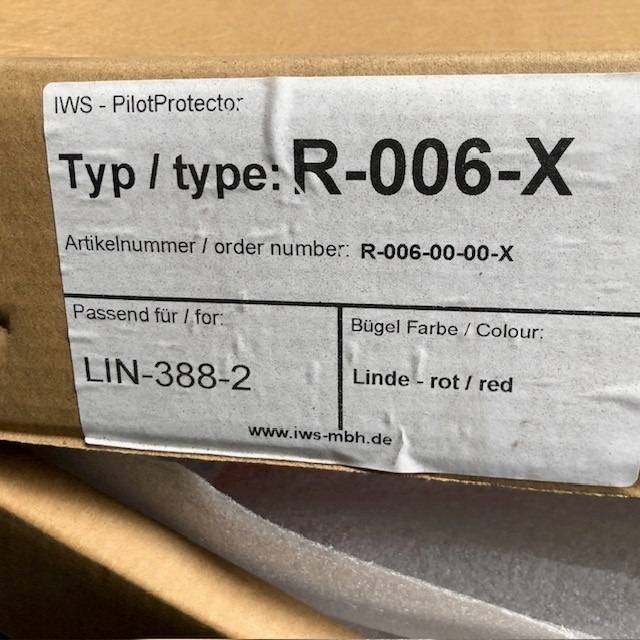 IWS - PilotProtector
Typ / type: R-006-X
Artikelnummer / order number: R-006-00-00-X
Passend für / for:
LIN-388-2
Bügel Farbe / Colour:
Linde - rot / red
www.iws-mbh.de